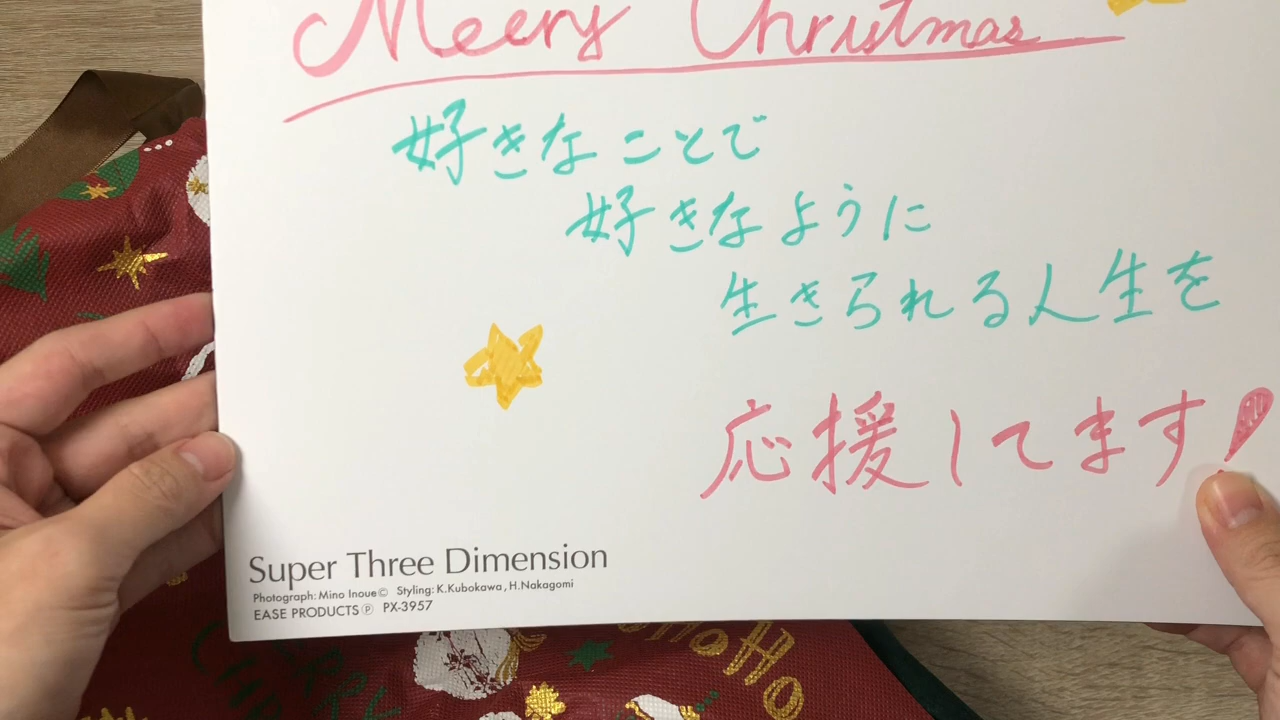 Meery Christmas
好きなことで
好きなように
生きられる人生を
応援してます!
Super Three Dimension
Photograph: Mino Inoue© Styling: K.Kubokawa, H.Nakagomi
EASE PRODUCTS Ⓟ PX-3957
HoHo